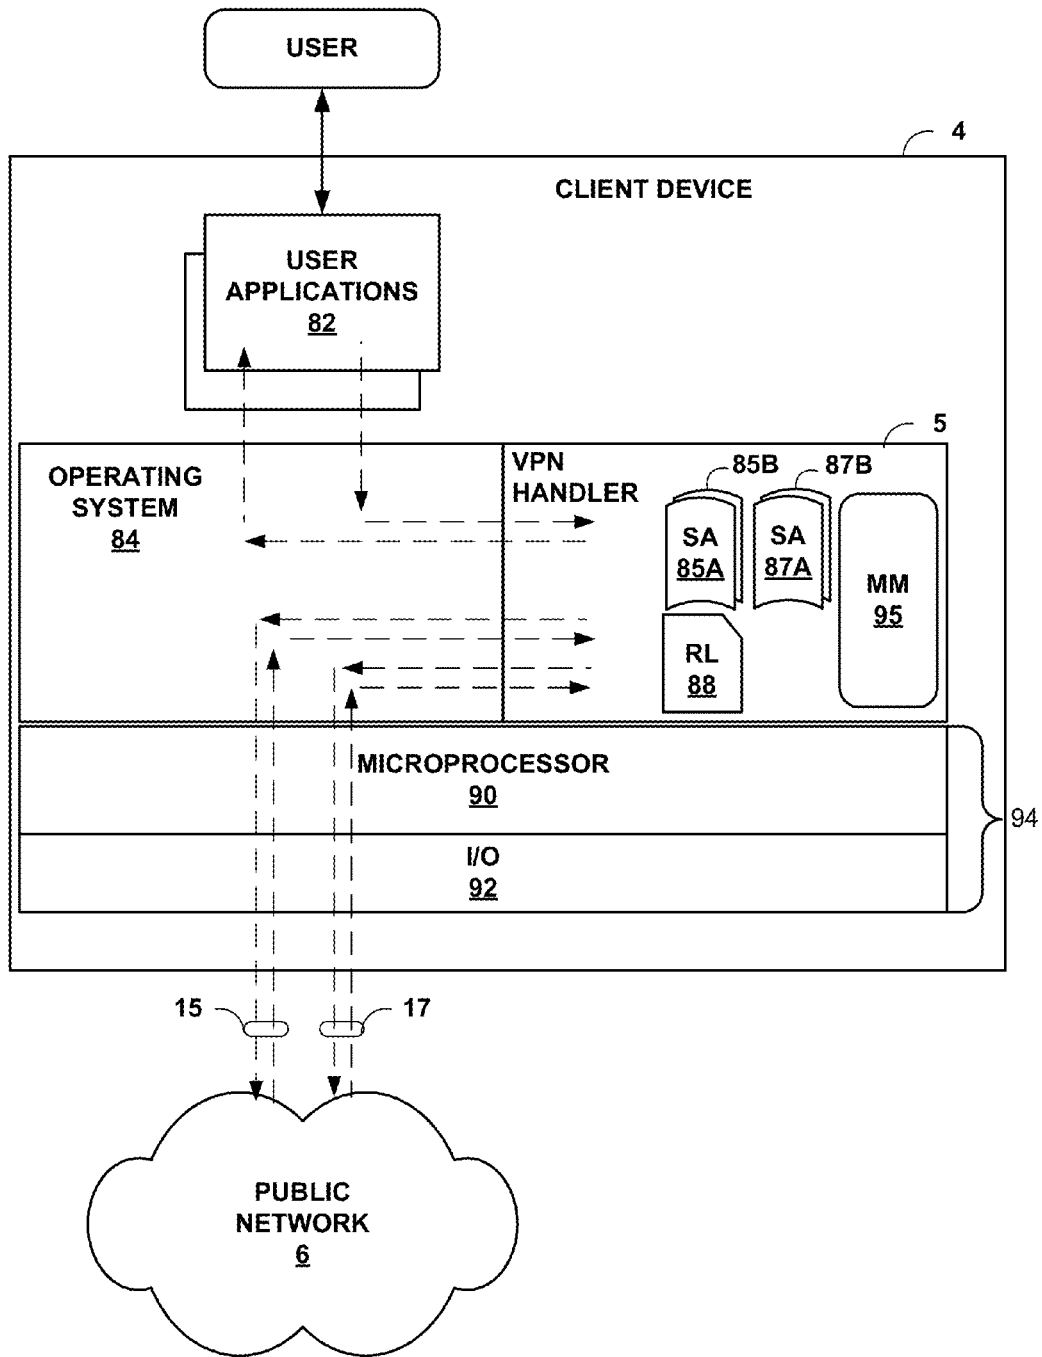 USER
4
CLIENT DEVICE
USER
APPLICATIONS
82
5
OPERATING
SYSTEM
84
VPN
HANDLER
85B
87B
SA
85A
SA
87A
MM
95
RL
88
MICROPROCESSOR
90
94
I/O
92
15
17
PUBLIC
NETWORK
6